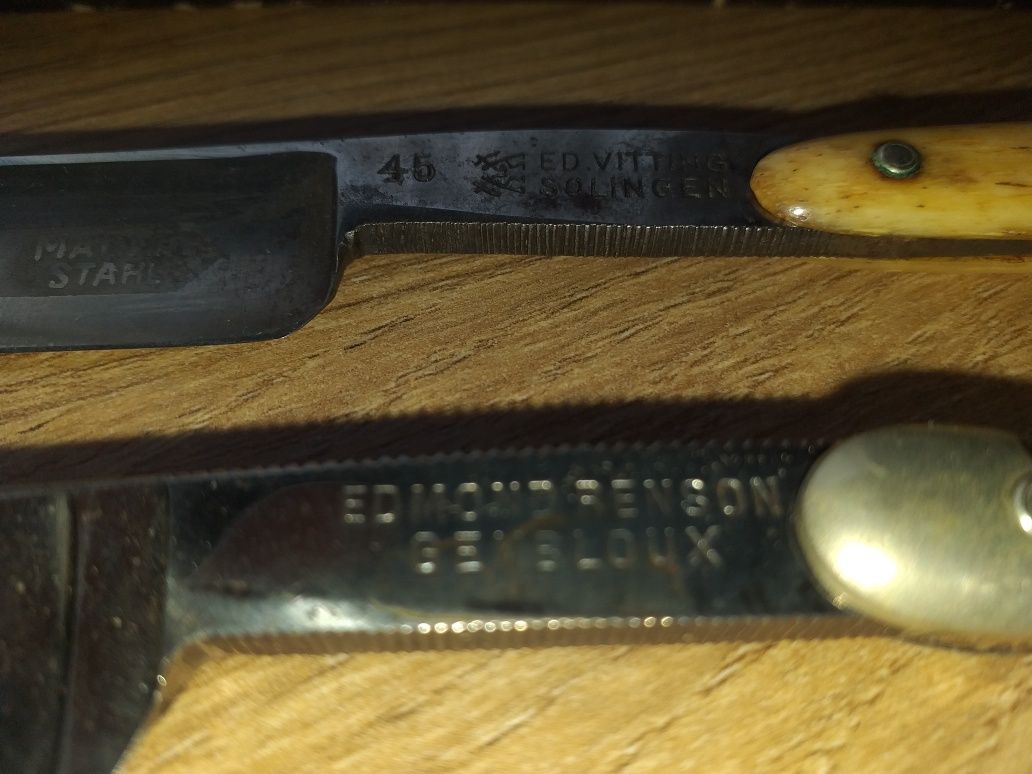 45
ED. VITTING
SOLINGEN
STAHL
EDMOND RENSON
GEMBLOUX